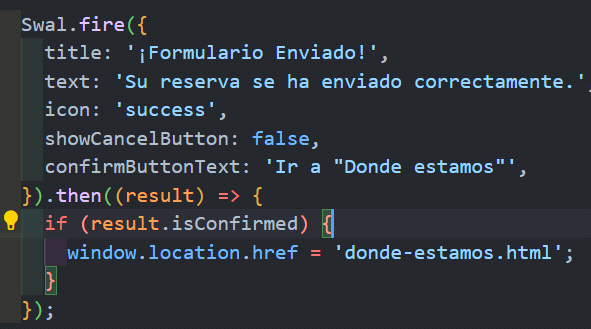 Swal.fire({
title: '¡Formulario Enviado!',
text: 'Su reserva se ha enviado correctamente.',
icon: 'success',
showCancelButton: false,
confirmButtonText: 'Ir a "Donde estamos"',
}).then((result) => {
if (result.isConfirmed) {
window.location.href = 'donde-estamos.html';
}
});